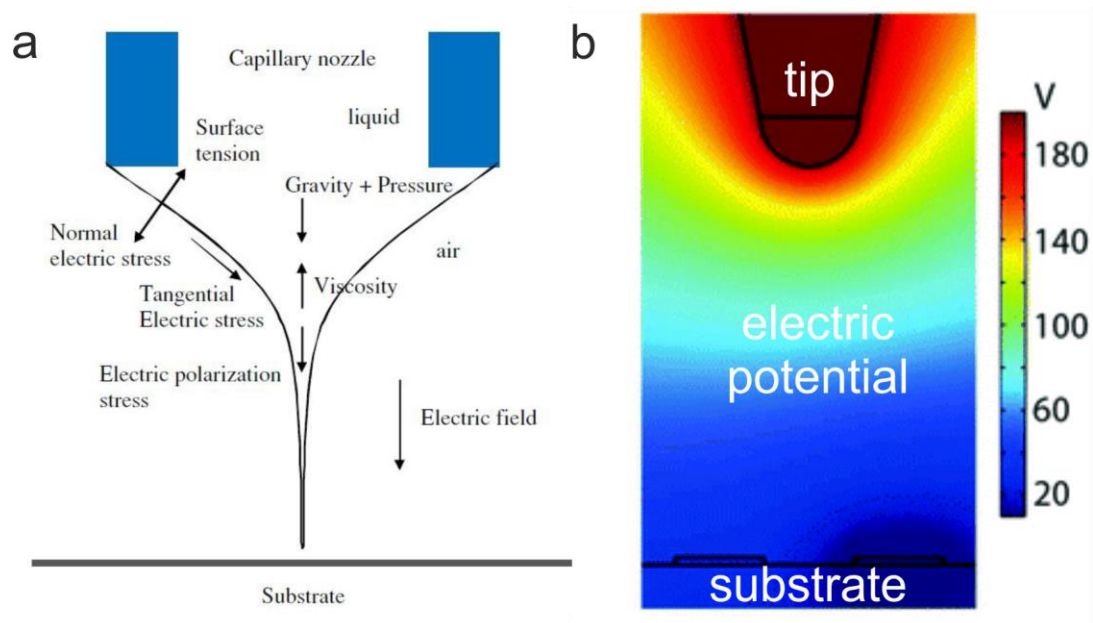 a
Capillary nozzle
liquid
Surface
tension
Gravity + Pressure
Normal
electric stress
air
Viscosity
Tangential
Electric stress
Electric polarization
stress
Electric field
Substrate
b
tip
V
180
140
electric
potential
100
60
20
substrate